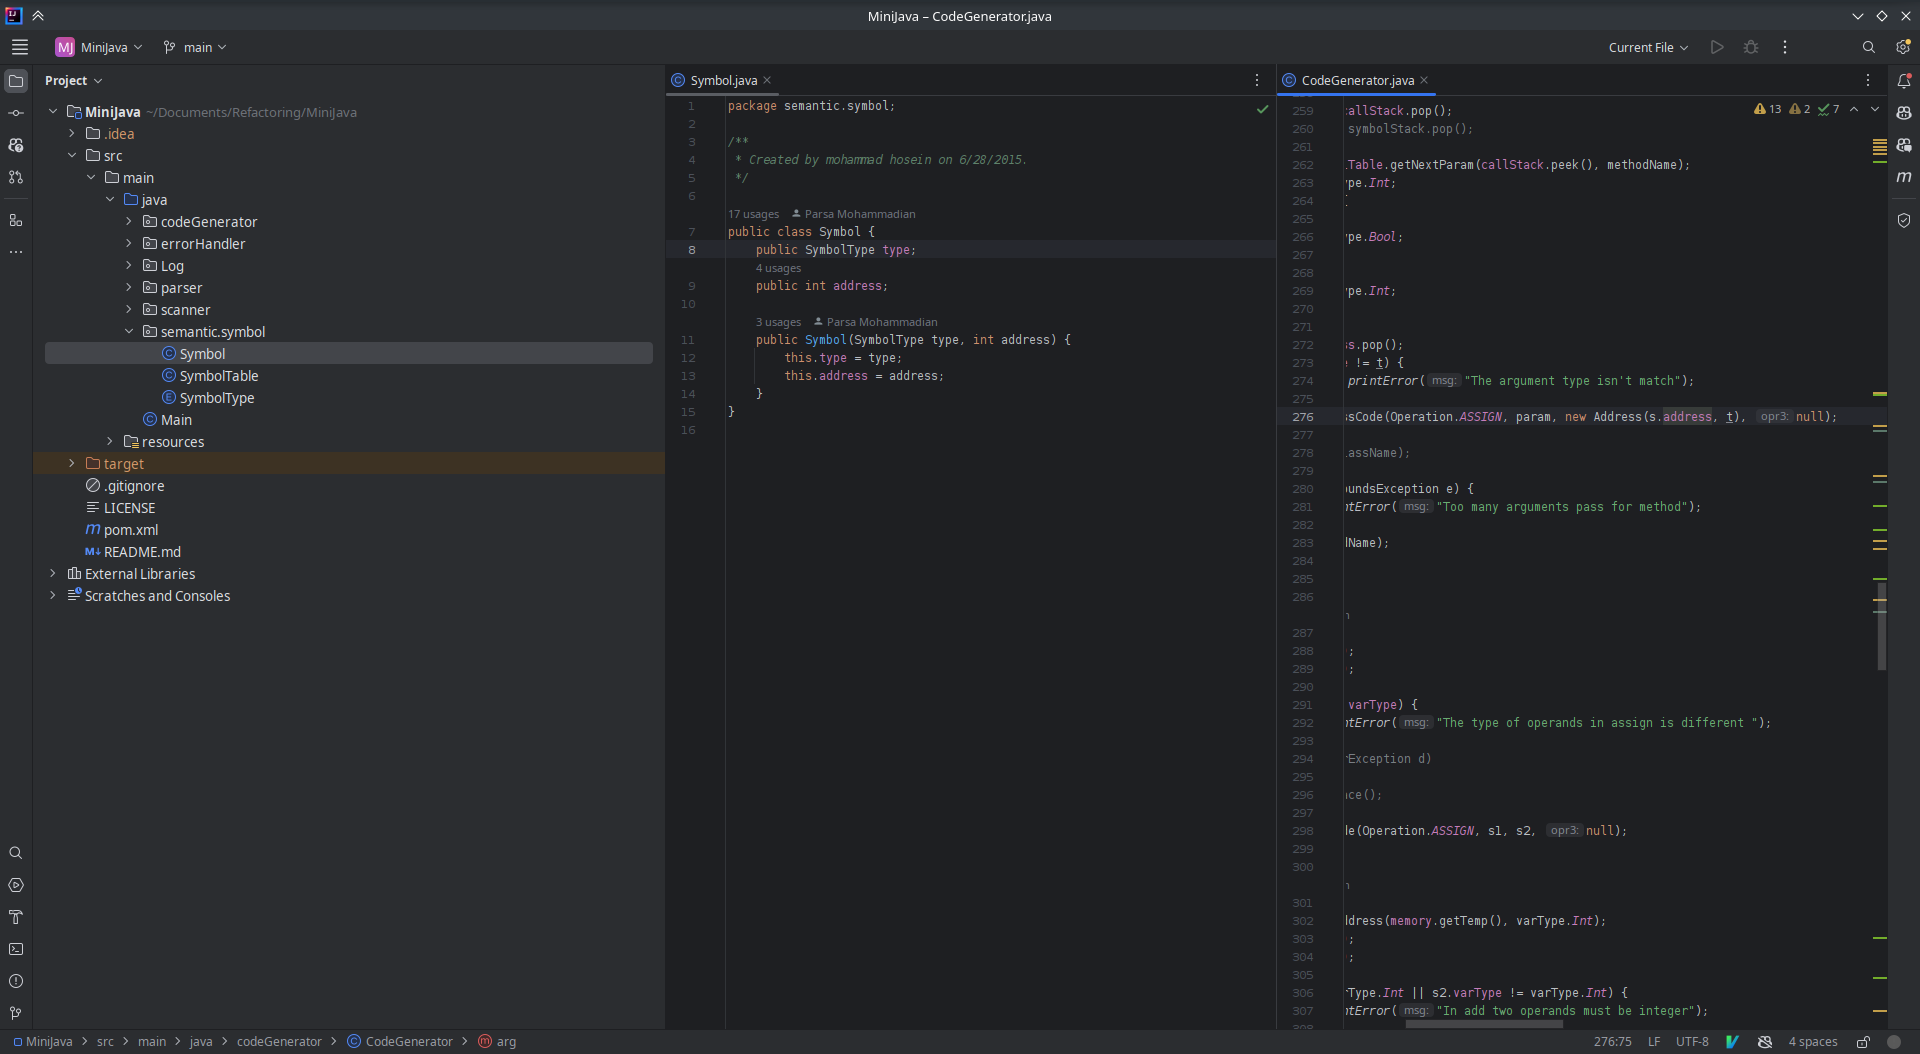 MiniJava – CodeGenerator.java
MJ MiniJava main Current File
Project
MiniJava ~/Documents/Refactoring/MiniJava
.idea
src
main
java
codeGenerator
errorHandler
Log
parser
scanner
semantic.symbol
Symbol
SymbolTable
SymbolType
Main
resources
target
.gitignore
LICENSE
pom.xml
README.md
External Libraries
Scratches and Consoles
Symbol.java
1 package semantic.symbol;
2
3 /**
4 * Created by mohammad hosein on 6/28/2015.
5 */
6
17 usages Parsa Mohammadian
7 public class Symbol {
8 public SymbolType type;
4 usages
9 public int address;
10
3 usages Parsa Mohammadian
11 public Symbol(SymbolType type, int address) {
12 this.type = type;
13 this.address = address;
14 }
15 }
16
CodeGenerator.java
13 2 7
259 callStack.pop();
260 symbolStack.pop();
261
262 Table.getNextParam(callStack.peek(), methodName);
263 pe.Int;
264
265
266 pe.Bool;
267
268
269 pe.Int;
270
271
272 s.pop();
273 != t) {
274 printError( msg: "The argument type isn't match");
275
276 sCode(Operation.ASSIGN, param, new Address(s.address, t), opr3: null);
277
278 assName);
279
280 undsException e) {
281 tError( msg: "Too many arguments pass for method");
282
283 lName);
284
285
286
n
287
288 ;
289 ;
290
291 varType) {
292 tError( msg: "The type of operands in assign is different ");
293
294 Exception d)
295
296 ce();
297
298 e(Operation.ASSIGN, s1, s2, opr3: null);
299
300
n
301
302 dress(memory.getTemp(), varType.Int);
303 ;
304 ;
305
306 Type.Int || s2.varType != varType.Int) {
307 tError( msg: "In add two operands must be integer");
308
MiniJava > src > main > java > codeGenerator > CodeGenerator > arg
276:75 LF UTF-8 4 spaces